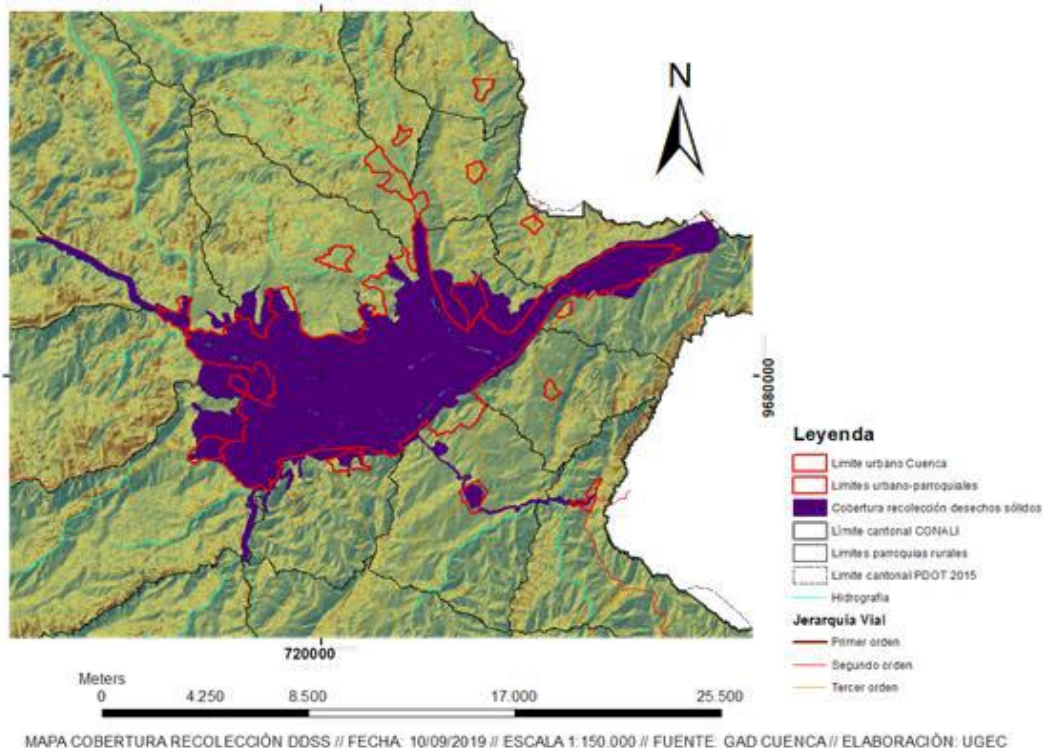 N
9680000
720000
Leyenda
Limite urbano Cuenca
Limites urbano-parroquiales
Cobertura recolección desechos sólidos
Límite cantonal CONALI
Limites parroquias rurales
Limite cantonal PDOT 2015
Hidrografia
Jerarquia Vial
Primer orden
Segundo orden
Tercer orden
Meters
0 4.250 8.500 17.000 25.500
MAPA COBERTURA RECOLECCIÓN DDSS // FECHA: 10/09/2019 // ESCALA 1:150.000 // FUENTE: GAD CUENCA // ELABORACIÓN: UGEC